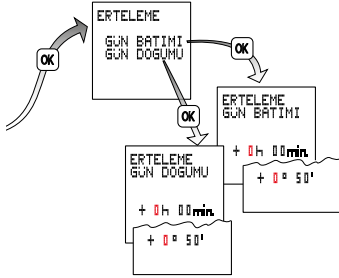 ERTELEME
GÜN BATIMI
GÜN DOĞUMU
OK
OK
OK
ERTELEME
GÜN BATIMI
+ 0h 00min.
+ 0° 50'
ERTELEME
GÜN DOĞUMU
+ 0h 00min.
+ 0° 50'